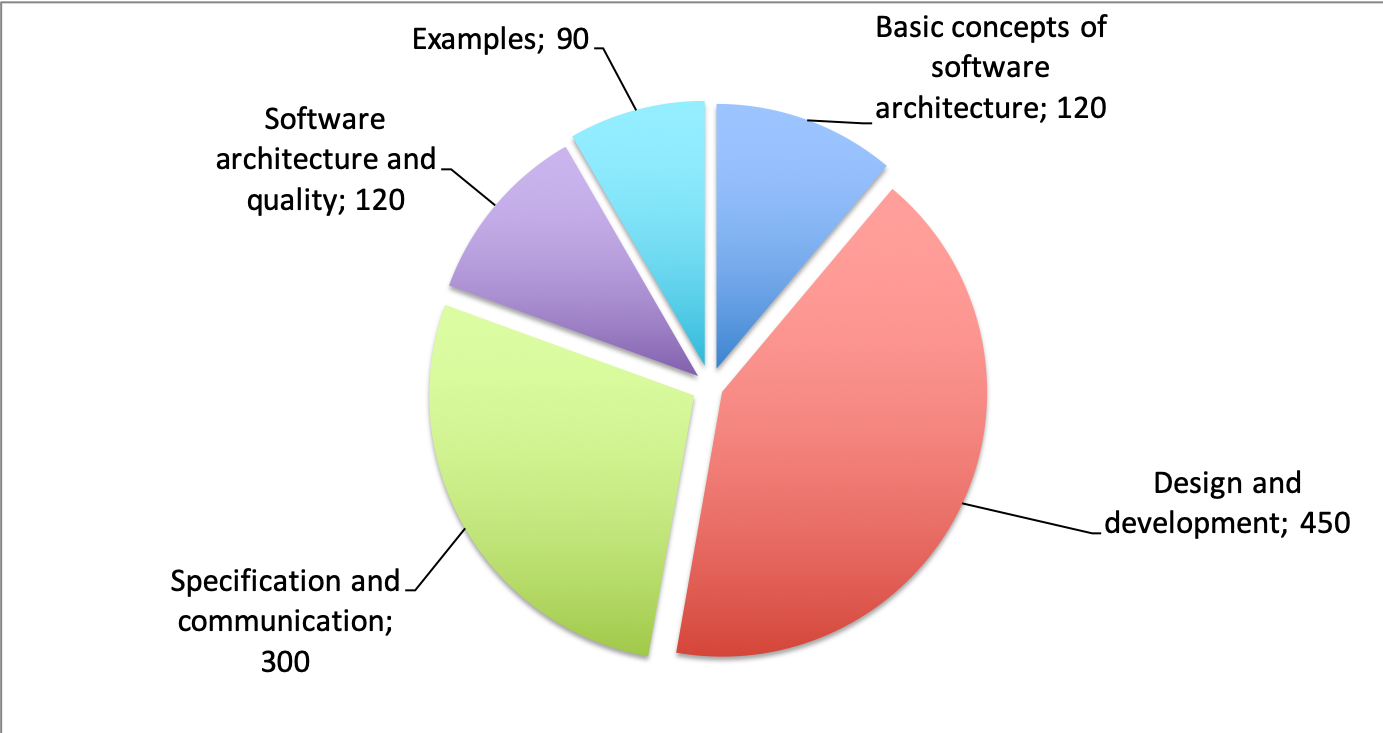 Examples; 90
Basic concepts of
software
architecture; 120
Software
architecture and
quality; 120
Design and
development; 450
Specification and
communication;
300